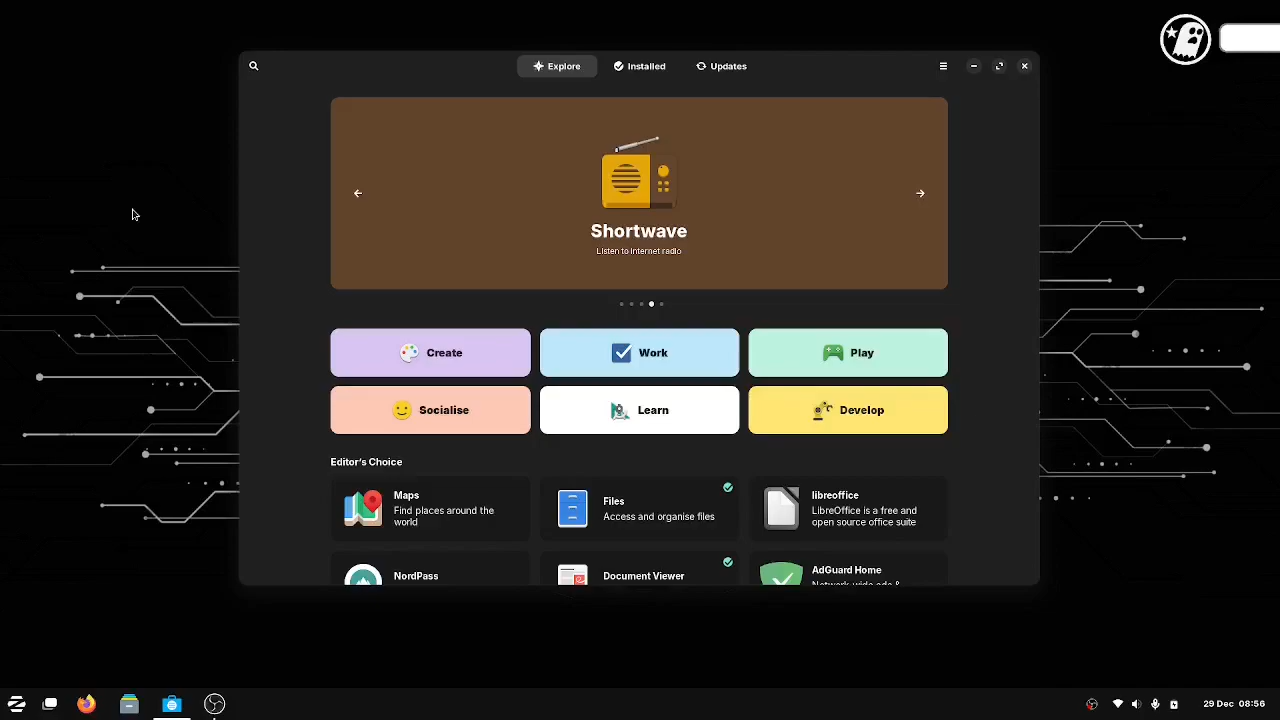 Explore Installed Updates
Shortwave
Listen to internet radio
Create Work Play
Socialise Learn Develop
Editor's Choice
Maps
Find places around the
world
Files
Access and organise files
libreoffice
LibreOffice is a free and
open source office suite
NordPass
Document Viewer
AdGuard Home
29 Dec 08:56